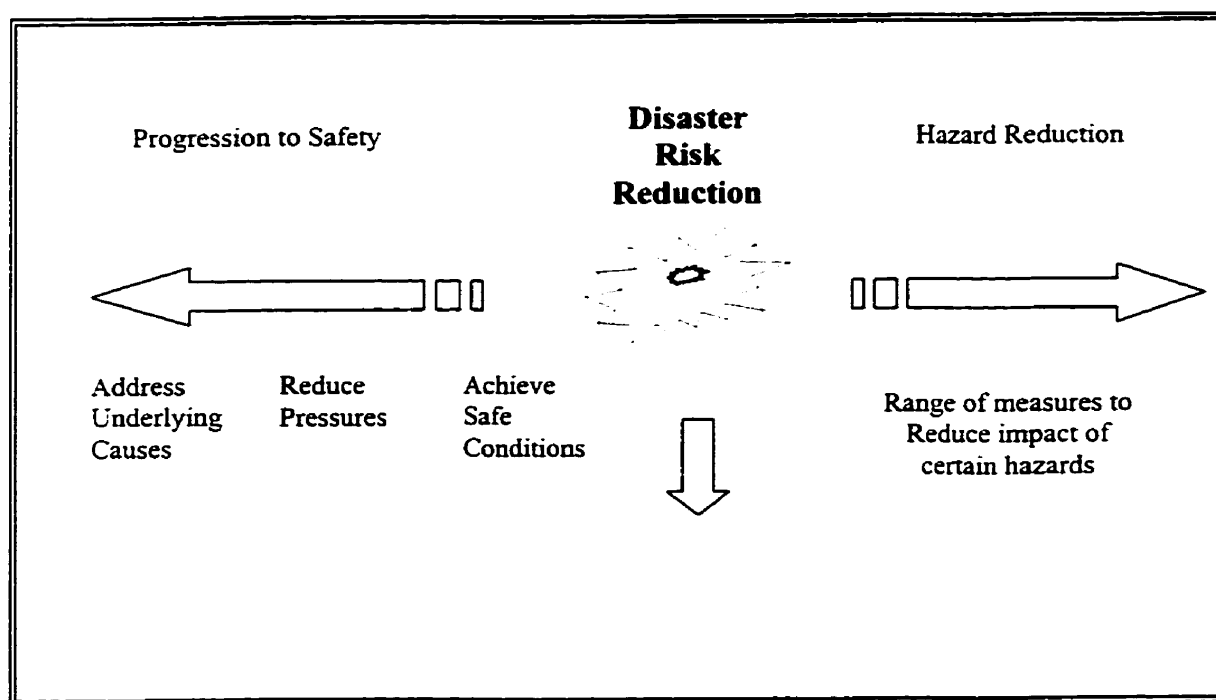 Progression to Safety
Disaster
Risk
Reduction
Hazard Reduction
Address
Underlying
Causes
Reduce
Pressures
Achieve
Safe
Conditions
Range of measures to
Reduce impact of
certain hazards